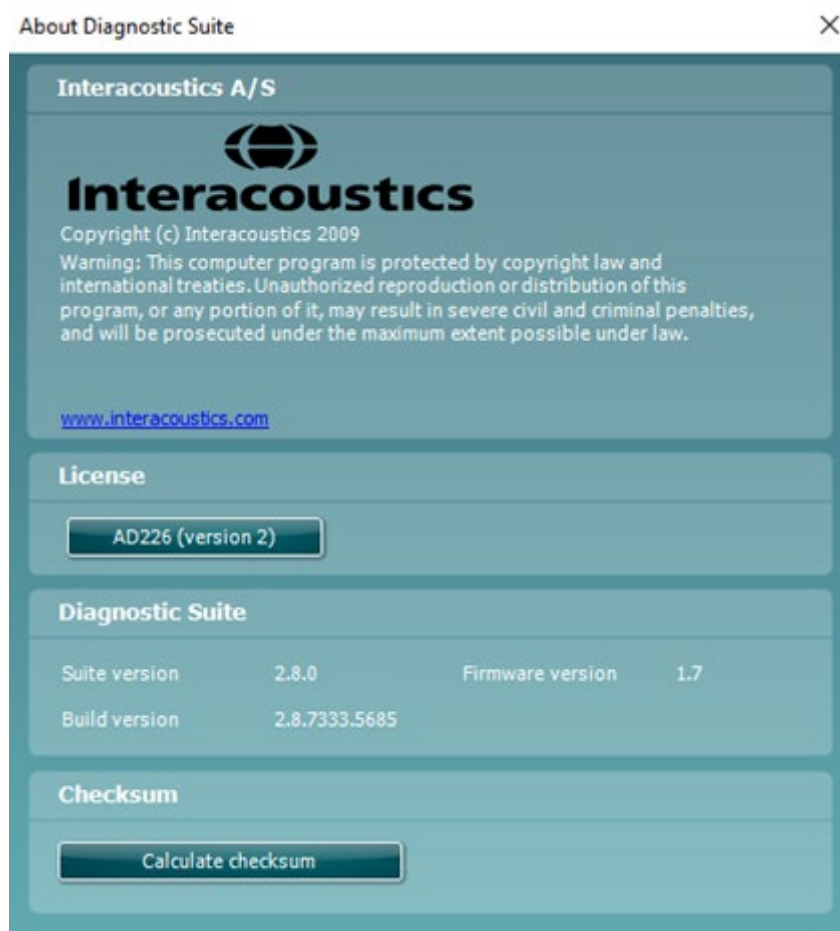 About Diagnostic Suite
Interacoustics A/S
Interacoustics
Copyright (c) Interacoustics 2009
Warning: This computer program is protected by copyright law and
international treaties. Unauthorized reproduction or distribution of this
program, or any portion of it, may result in severe civil and criminal penalties,
and will be prosecuted under the maximum extent possible under law.
www.interacoustics.com
License
AD226 (version 2)
Diagnostic Suite
Suite version 2.8.0 Firmware version 1.7
Build version 2.8.7333.5685
Checksum
Calculate checksum